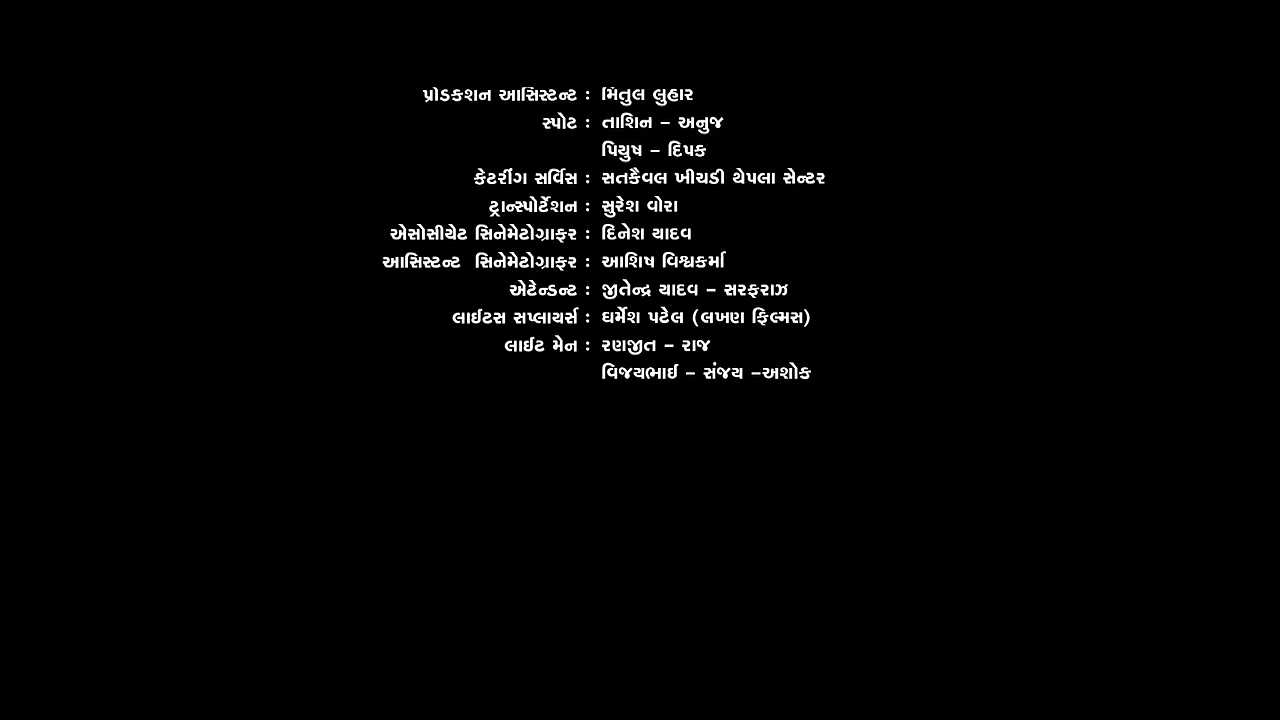 પ્રોડકશન આસિસ્ટન્ટ : મિતુલ લુહાર
સ્પોટ : તાશિન – અનુજ
પિયુષ – દિપક
કેટરીંગ સર્વિસ : સતકૈવલ ખીચડી થેપલા સેન્ટર
ટ્રાન્સ્પોર્ટેશન : સુરેશ વોરા
એસોસીયેટ સિનેમેટોગ્રાફર : દિનેશ યાદવ
આસિસ્ટન્ટ સિનેમેટોગ્રાફર : આશિષ વિશ્વકર્મા
એટેન્ડન્ટ : જીતેન્દ્ર યાદવ – સરફરાઝ
લાઈટસ સપ્લાયર્સ : ધર્મેશ પટેલ (લખણ ફિલ્મસ)
લાઈટ મેન : રણજીત – રાજ
વિજયભાઈ – સંજય –અશોક